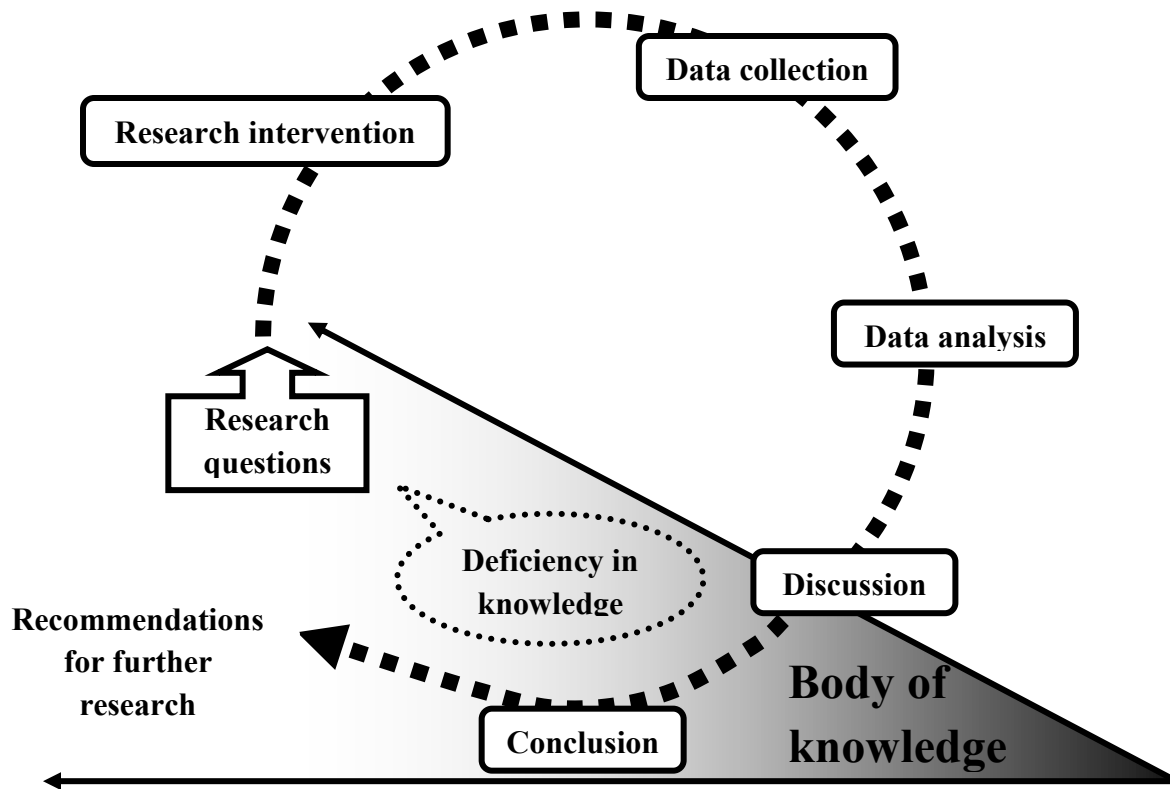 Data collection
Research intervention
Data analysis
Research
questions
Deficiency in
knowledge
Discussion
Recommendations
for further
research
Body of
knowledge
Conclusion